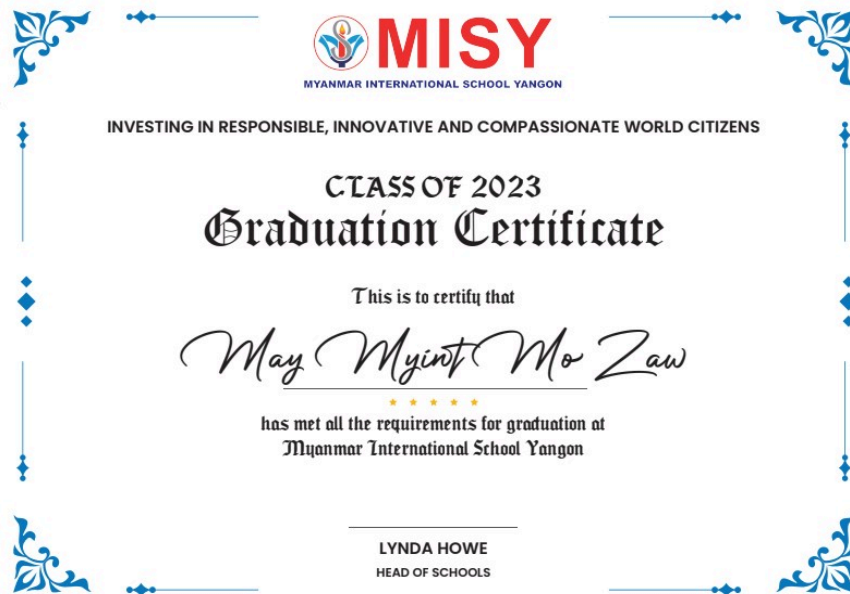 MISY
MYANMAR INTERNATIONAL SCHOOL YANGON
INVESTING IN RESPONSIBLE, INNOVATIVE AND COMPASSIONATE WORLD CITIZENS
CLASS OF 2023
Graduation Certificate
This is to certify that
May Myint Mo Zaw
has met all the requirements for graduation at
Myanmar International School Yangon
LYNDA HOWE
HEAD OF SCHOOLS